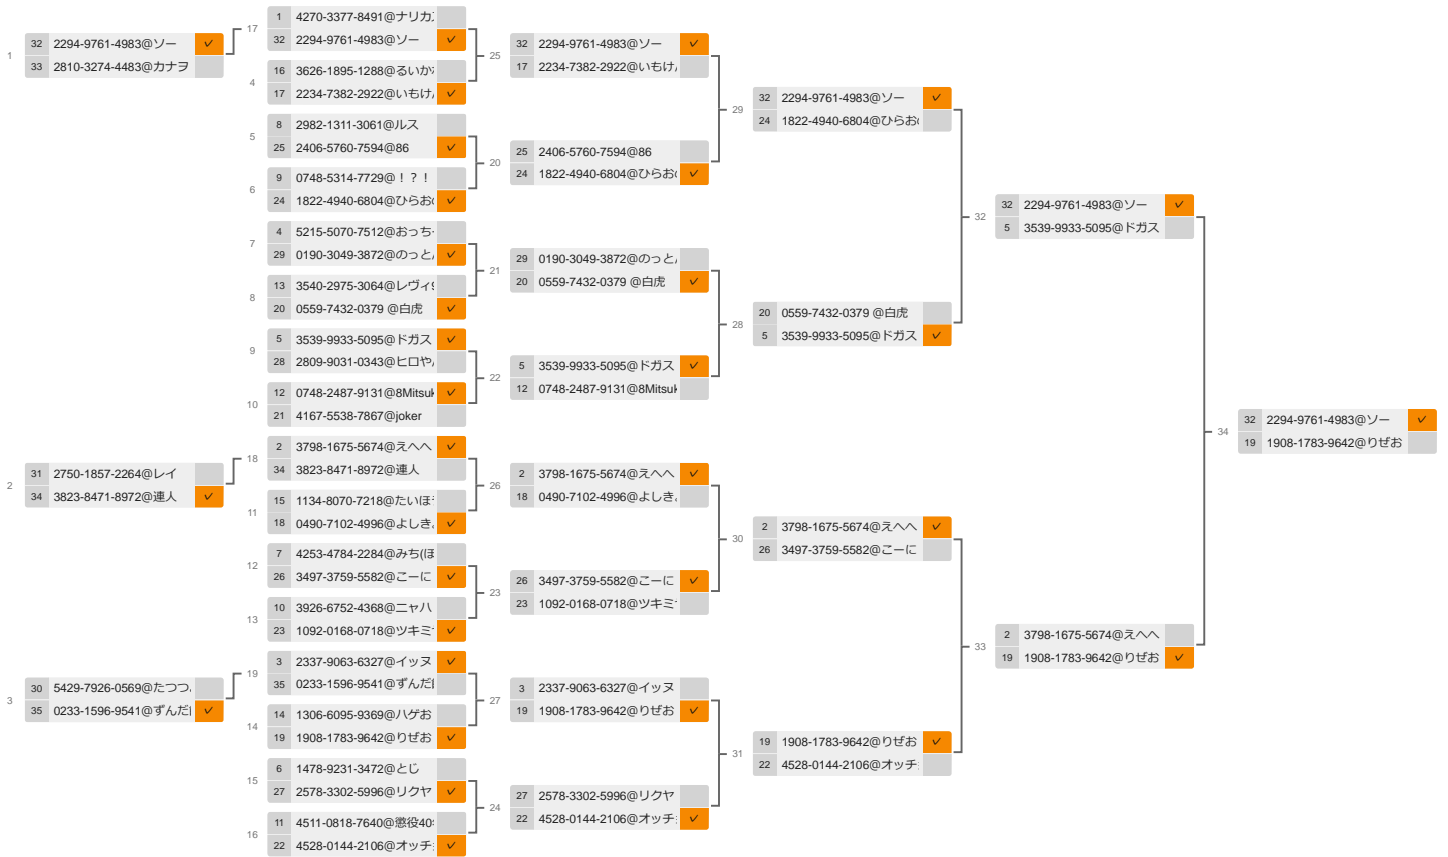 1
32 2294-9761-4983@ソー ✓
33 2810-3274-4483@カナヲ
2
31 2750-1857-2264@レイ
34 3823-8471-8972@連人 ✓
3
30 5429-7926-0569@たつつ
35 0233-1596-9541@ずんだ ✓
17
1 4270-3377-8491@ナリカ
32 2294-9761-4983@ソー ✓
4
16 3626-1895-1288@るいか
17 2234-7382-2922@いもけ ✓
5
8 2982-1311-3061@ルス
25 2406-5760-7594@86 ✓
6
9 0748-5314-7729@！？！
24 1822-4940-6804@ひらお ✓
7
4 5215-5070-7512@おっち
29 0190-3049-3872@のっと ✓
8
13 3540-2975-3064@レヴィ
20 0559-7432-0379 @白虎 ✓
9
5 3539-9933-5095@ドガス ✓
28 2809-9031-0343@ヒロや
10
12 0748-2487-9131@8Mitsuk ✓
21 4167-5538-7867@joker
18
2 3798-1675-5674@えへへ ✓
34 3823-8471-8972@連人
11
15 1134-8070-7218@たいほ
18 0490-7102-4996@よしき ✓
12
7 4253-4784-2284@みち(ほ
26 3497-3759-5582@こーに ✓
13
10 3926-6752-4368@ニャハ
23 1092-0168-0718@ツキミ ✓
19
3 2337-9063-6327@イッヌ ✓
35 0233-1596-9541@ずんだ
14
14 1306-6095-9369@ハゲお
19 1908-1783-9642@りぜお ✓
15
6 1478-9231-3472@とじ
27 2578-3302-5996@リクヤ ✓
16
11 4511-0818-7640@懲役40
22 4528-0144-2106@オッチ ✓
25
32 2294-9761-4983@ソー ✓
17 2234-7382-2922@いもけ
20
25 2406-5760-7594@86
24 1822-4940-6804@ひらお ✓
21
29 0190-3049-3872@のっと
20 0559-7432-0379 @白虎 ✓
22
5 3539-9933-5095@ドガス ✓
12 0748-2487-9131@8Mitsuk
26
2 3798-1675-5674@えへへ ✓
18 0490-7102-4996@よしき
23
26 3497-3759-5582@こーに ✓
23 1092-0168-0718@ツキミ
27
3 2337-9063-6327@イッヌ
19 1908-1783-9642@りぜお ✓
24
27 2578-3302-5996@リクヤ
22 4528-0144-2106@オッチ ✓
29
32 2294-9761-4983@ソー ✓
24 1822-4940-6804@ひらお
28
20 0559-7432-0379 @白虎
5 3539-9933-5095@ドガス ✓
30
2 3798-1675-5674@えへへ ✓
26 3497-3759-5582@こーに
31
19 1908-1783-9642@りぜお ✓
22 4528-0144-2106@オッチ
32
32 2294-9761-4983@ソー ✓
5 3539-9933-5095@ドガス
33
2 3798-1675-5674@えへへ
19 1908-1783-9642@りぜお ✓
34
32 2294-9761-4983@ソー ✓
19 1908-1783-9642@りぜお